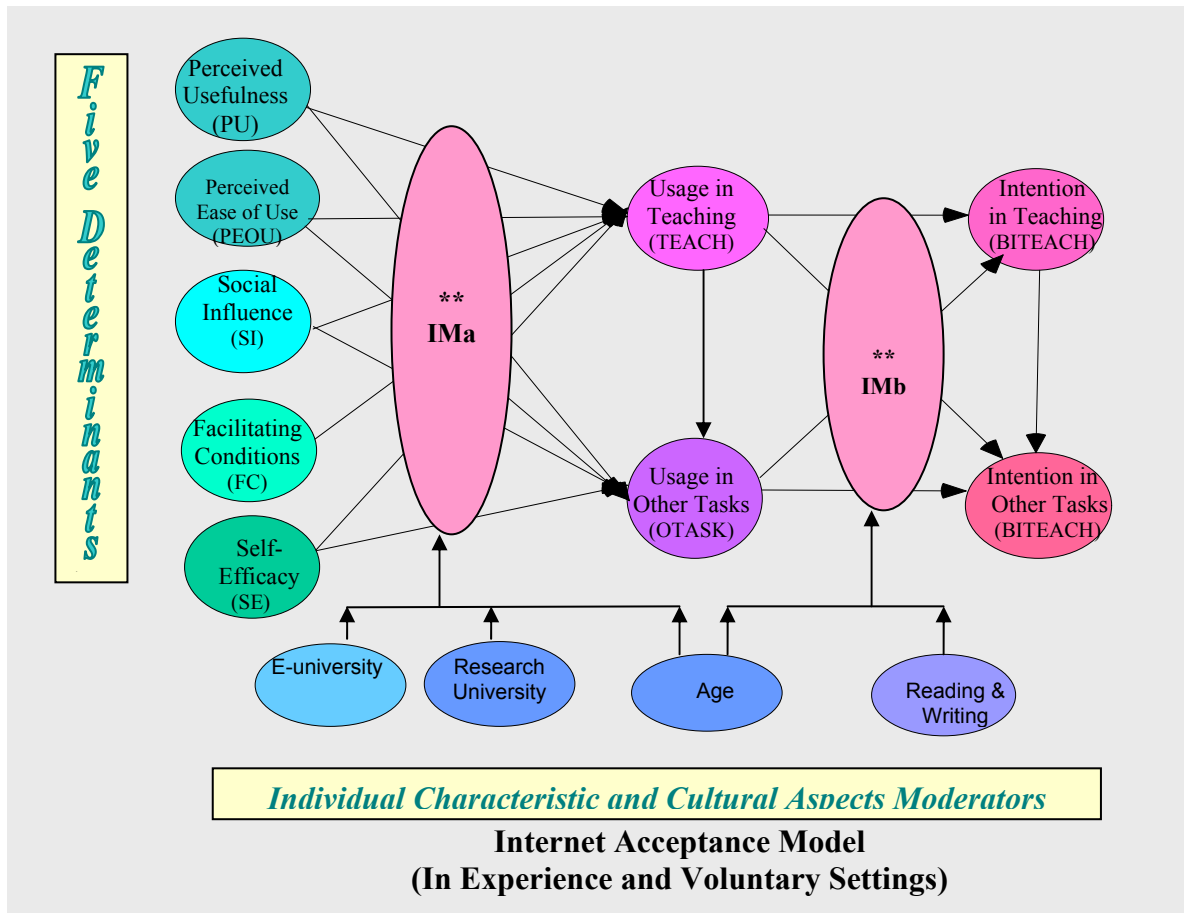 Five Determinants
Perceived
Usefulness
(PU)
Perceived
Ease of Use
(PEOU)
Social
Influence
(SI)
Facilitating
Conditions
(FC)
Self-
Efficacy
(SE)
**
IMa
Usage in
Teaching
(TEACH)
Usage in
Other Tasks
(OTASK)
**
IMb
Intention
in Teaching
(BITEACH)
Intention in
Other Tasks
(BITEACH)
E-university
Research
University
Age
Reading &
Writing
Individual Characteristic and Cultural Aspects Moderators
Internet Acceptance Model
(In Experience and Voluntary Settings)